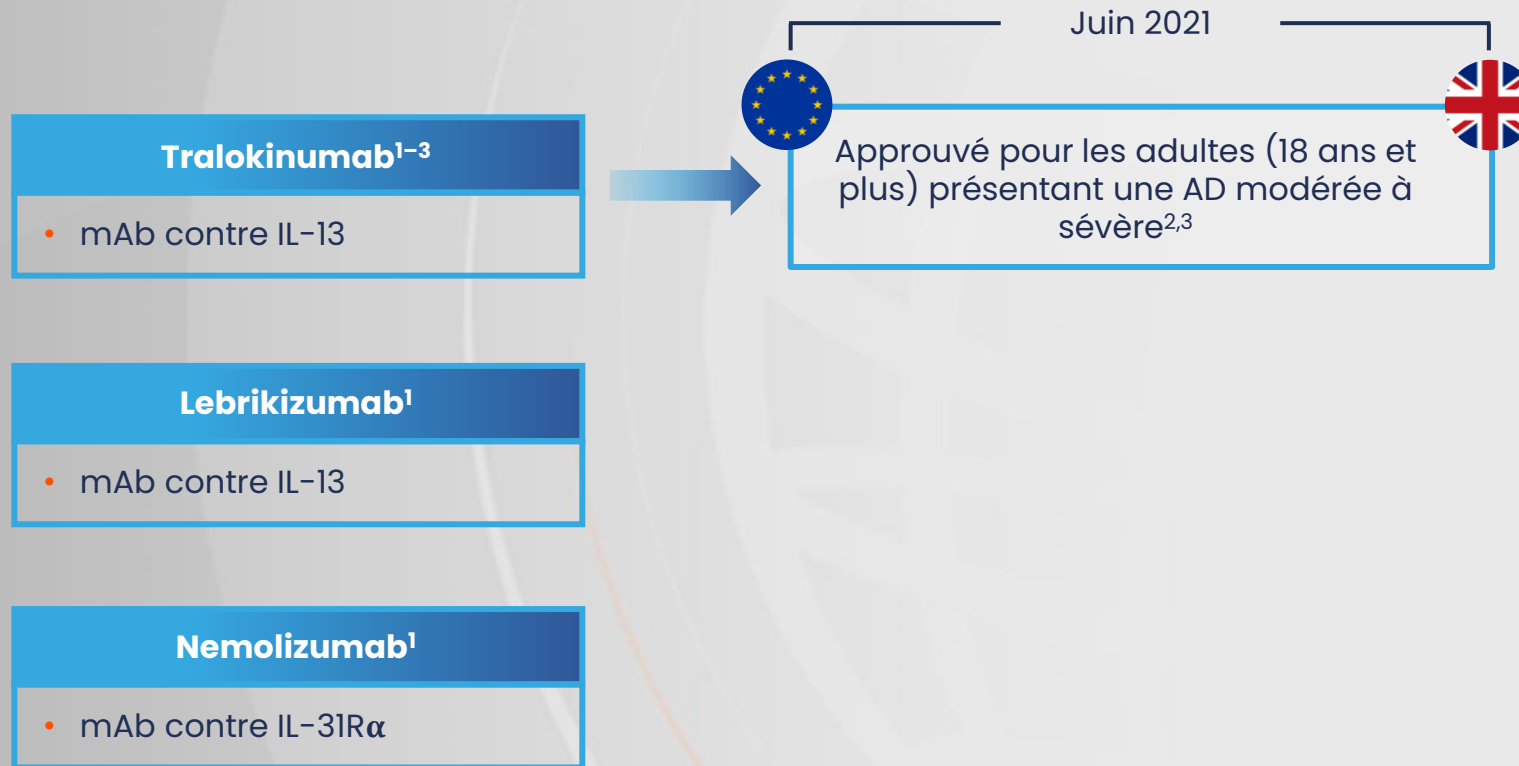 Juin 2021
Tralokinumab¹⁻³
• mAb contre IL-13
Approuvé pour les adultes (18 ans et
plus) présentant une AD modérée à
sévère²,³
Lebrikizumab¹
• mAb contre IL-13
Nemolizumab¹
• mAb contre IL-31Rα